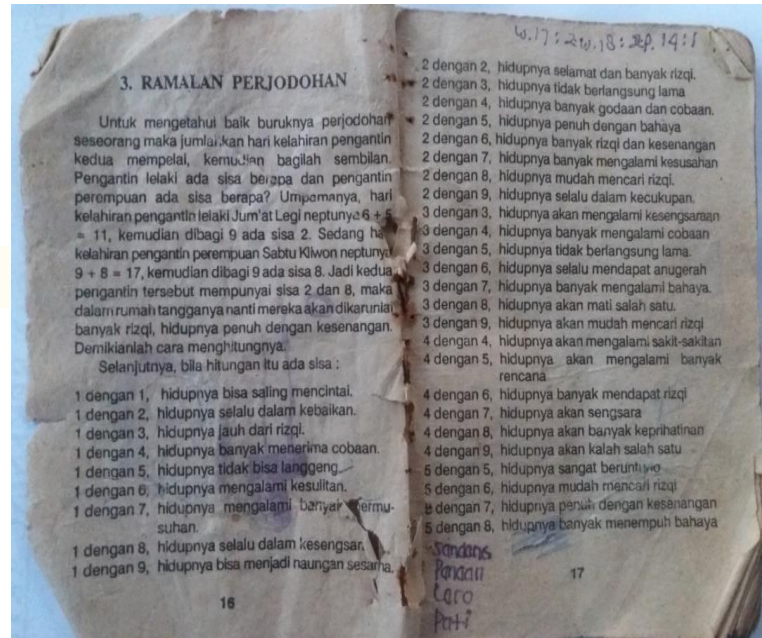 3. RAMALAN PERJODOHAN
Untuk mengetahui baik buruknya perjodohan
seseorang maka jumlahkan hari kelahiran pengantin
kedua mempelai, kemudian bagilah sembilan.
Pengantin lelaki ada sisa berapa dan pengantin
perempuan ada sisa berapa? Umpamanya, hari
kelahiran pengantin lelaki Jum'at Legi neptunya 6 + 5
= 11, kemudian dibagi 9 ada sisa 2. Sedang
kelahiran pengantin perempuan Sabtu Kliwon neptunya
9 + 8 = 17, kemudian dibagi 9 ada sisa 8. Jadi kedua
pengantin tersebut mempunyai sisa 2 dan 8, maka
dalam rumah tangganya nanti mereka akan dikaruniai
banyak rizqi, hidupnya penuh dengan kesenangan.
Demikianlah cara menghitungnya.
Selanjutnya, bila hitungan itu ada sisa :
1 dengan 1, hidupnya bisa saling mencintai.
1 dengan 2, hidupnya selalu dalam kebaikan.
1 dengan 3, hidupnya jauh dari rizqi.
1 dengan 4, hidupnya banyak menerima cobaan.
1 dengan 5, hidupnya tidak bisa langgeng.
1 dengan 6, hidupnya mengalami kesulitan.
1 dengan 7, hidupnya mengalami banyak permu-
suhan.
1 dengan 8, hidupnya selalu dalam kesengsar
1 dengan 9, hidupnya bisa menjadi naungan sesama.
16
2 dengan 2, hidupnya selamat dan banyak rizqi.
2 dengan 3, hidupnya tidak berlangsung lama
2 dengan 4, hidupnya banyak godaan dan cobaan.
2 dengan 5, hidupnya penuh dengan bahaya
2 dengan 6, hidupnya banyak rizqi dan kesenangan
2 dengan 7, hidupnya banyak mengalami kesusahan
2 dengan 8, hidupnya mudah mencari rizqi.
2 dengan 9, hidupnya selalu dalam kecukupan.
3 dengan 3, hidupnya akan mengalami kesengsaraan
3 dengan 4, hidupnya banyak mengalami cobaan
3 dengan 5, hidupnya tidak berlangsung lama.
3 dengan 6, hidupnya selalu mendapat anugerah
3 dengan 7, hidupnya banyak mengalami bahaya.
3 dengan 8, hidupnya akan mati salah satu.
3 dengan 9, hidupnya akan mudah mencari rizqi
4 dengan 4, hidupnya akan mengalami sakit-sakitan
4 dengan 5, hidupnya akan mengalami banyak
rencana
4 dengan 6, hidupnya banyak mendapat rizqi
4 dengan 7, hidupnya akan sengsara
4 dengan 8, hidupnya akan banyak keprihatinan
4 dengan 9, hidupnya akan kalah salah satu
5 dengan 5, hidupnya sangat beruntung
5 dengan 6, hidupnya mudah mencari rizqi
5 dengan 7, hidupnya penuh dengan kesenangan
5 dengan 8, hidupnya banyak menempuh bahaya
Sandang
Loro
Pati
17